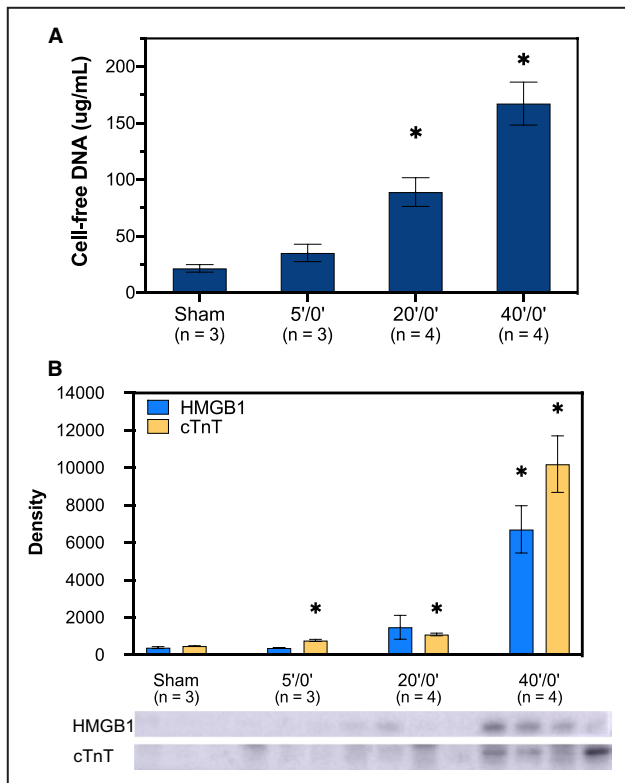 A
Cell-free DNA (ug/mL)
200
150
100
50
0
Sham 5'/0' 20'/0' 40'/0'
(n = 3) (n = 3) (n = 4) (n = 4)
B
Density
14000
12000
10000
8000
6000
4000
2000
0
HMGB1
cTnT
Sham 5'/0' 20'/0' 40'/0'
(n = 3) (n = 3) (n = 4) (n = 4)
HMGB1
cTnT